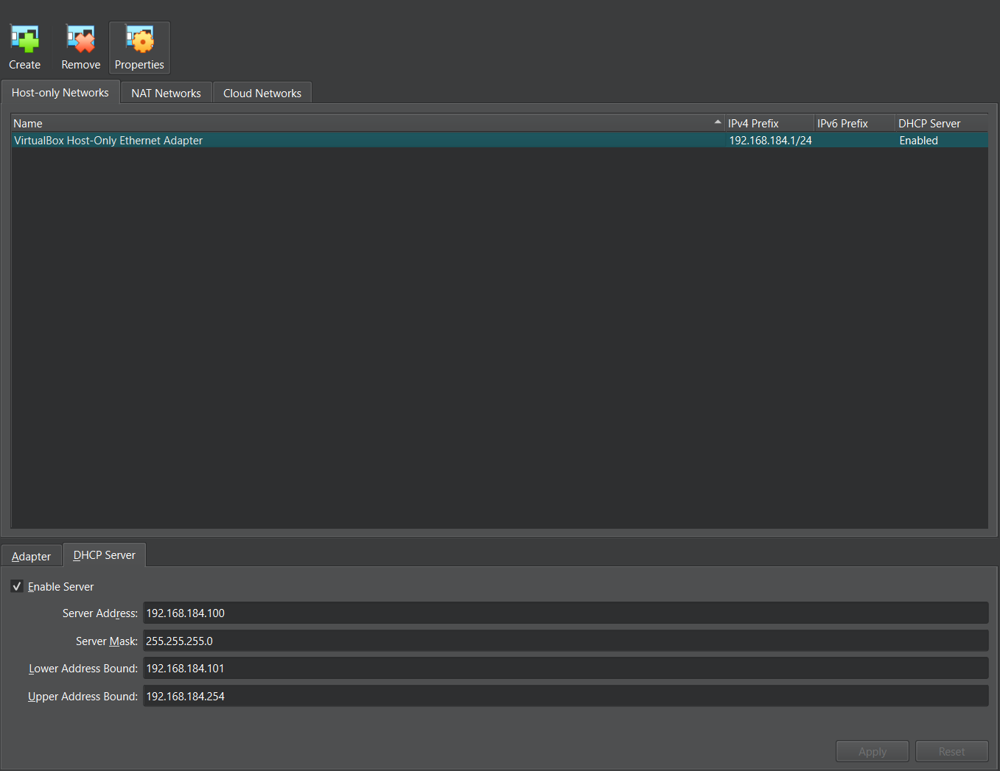 Create Remove Properties
Host-only Networks NAT Networks Cloud Networks
Name IPv4 Prefix IPv6 Prefix DHCP Server
VirtualBox Host-Only Ethernet Adapter 192.168.184.1/24 Enabled
Adapter DHCP Server
Enable Server
Server Address: 192.168.184.100
Server Mask: 255.255.255.0
Lower Address Bound: 192.168.184.101
Upper Address Bound: 192.168.184.254
Apply Reset